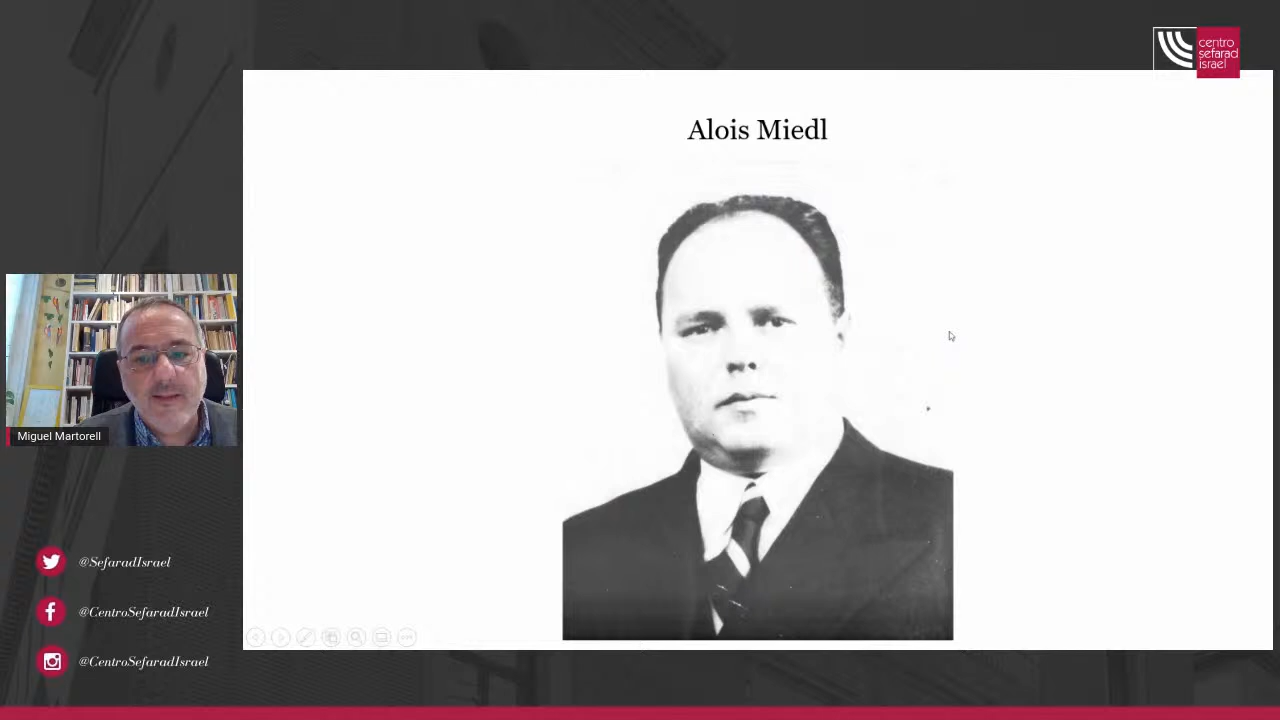 centro
sefarad
israel
Alois Miedl
Miguel Martorell
@SefaradIsrael
@CentroSefaradIsrael
@CentroSefaradIsrael